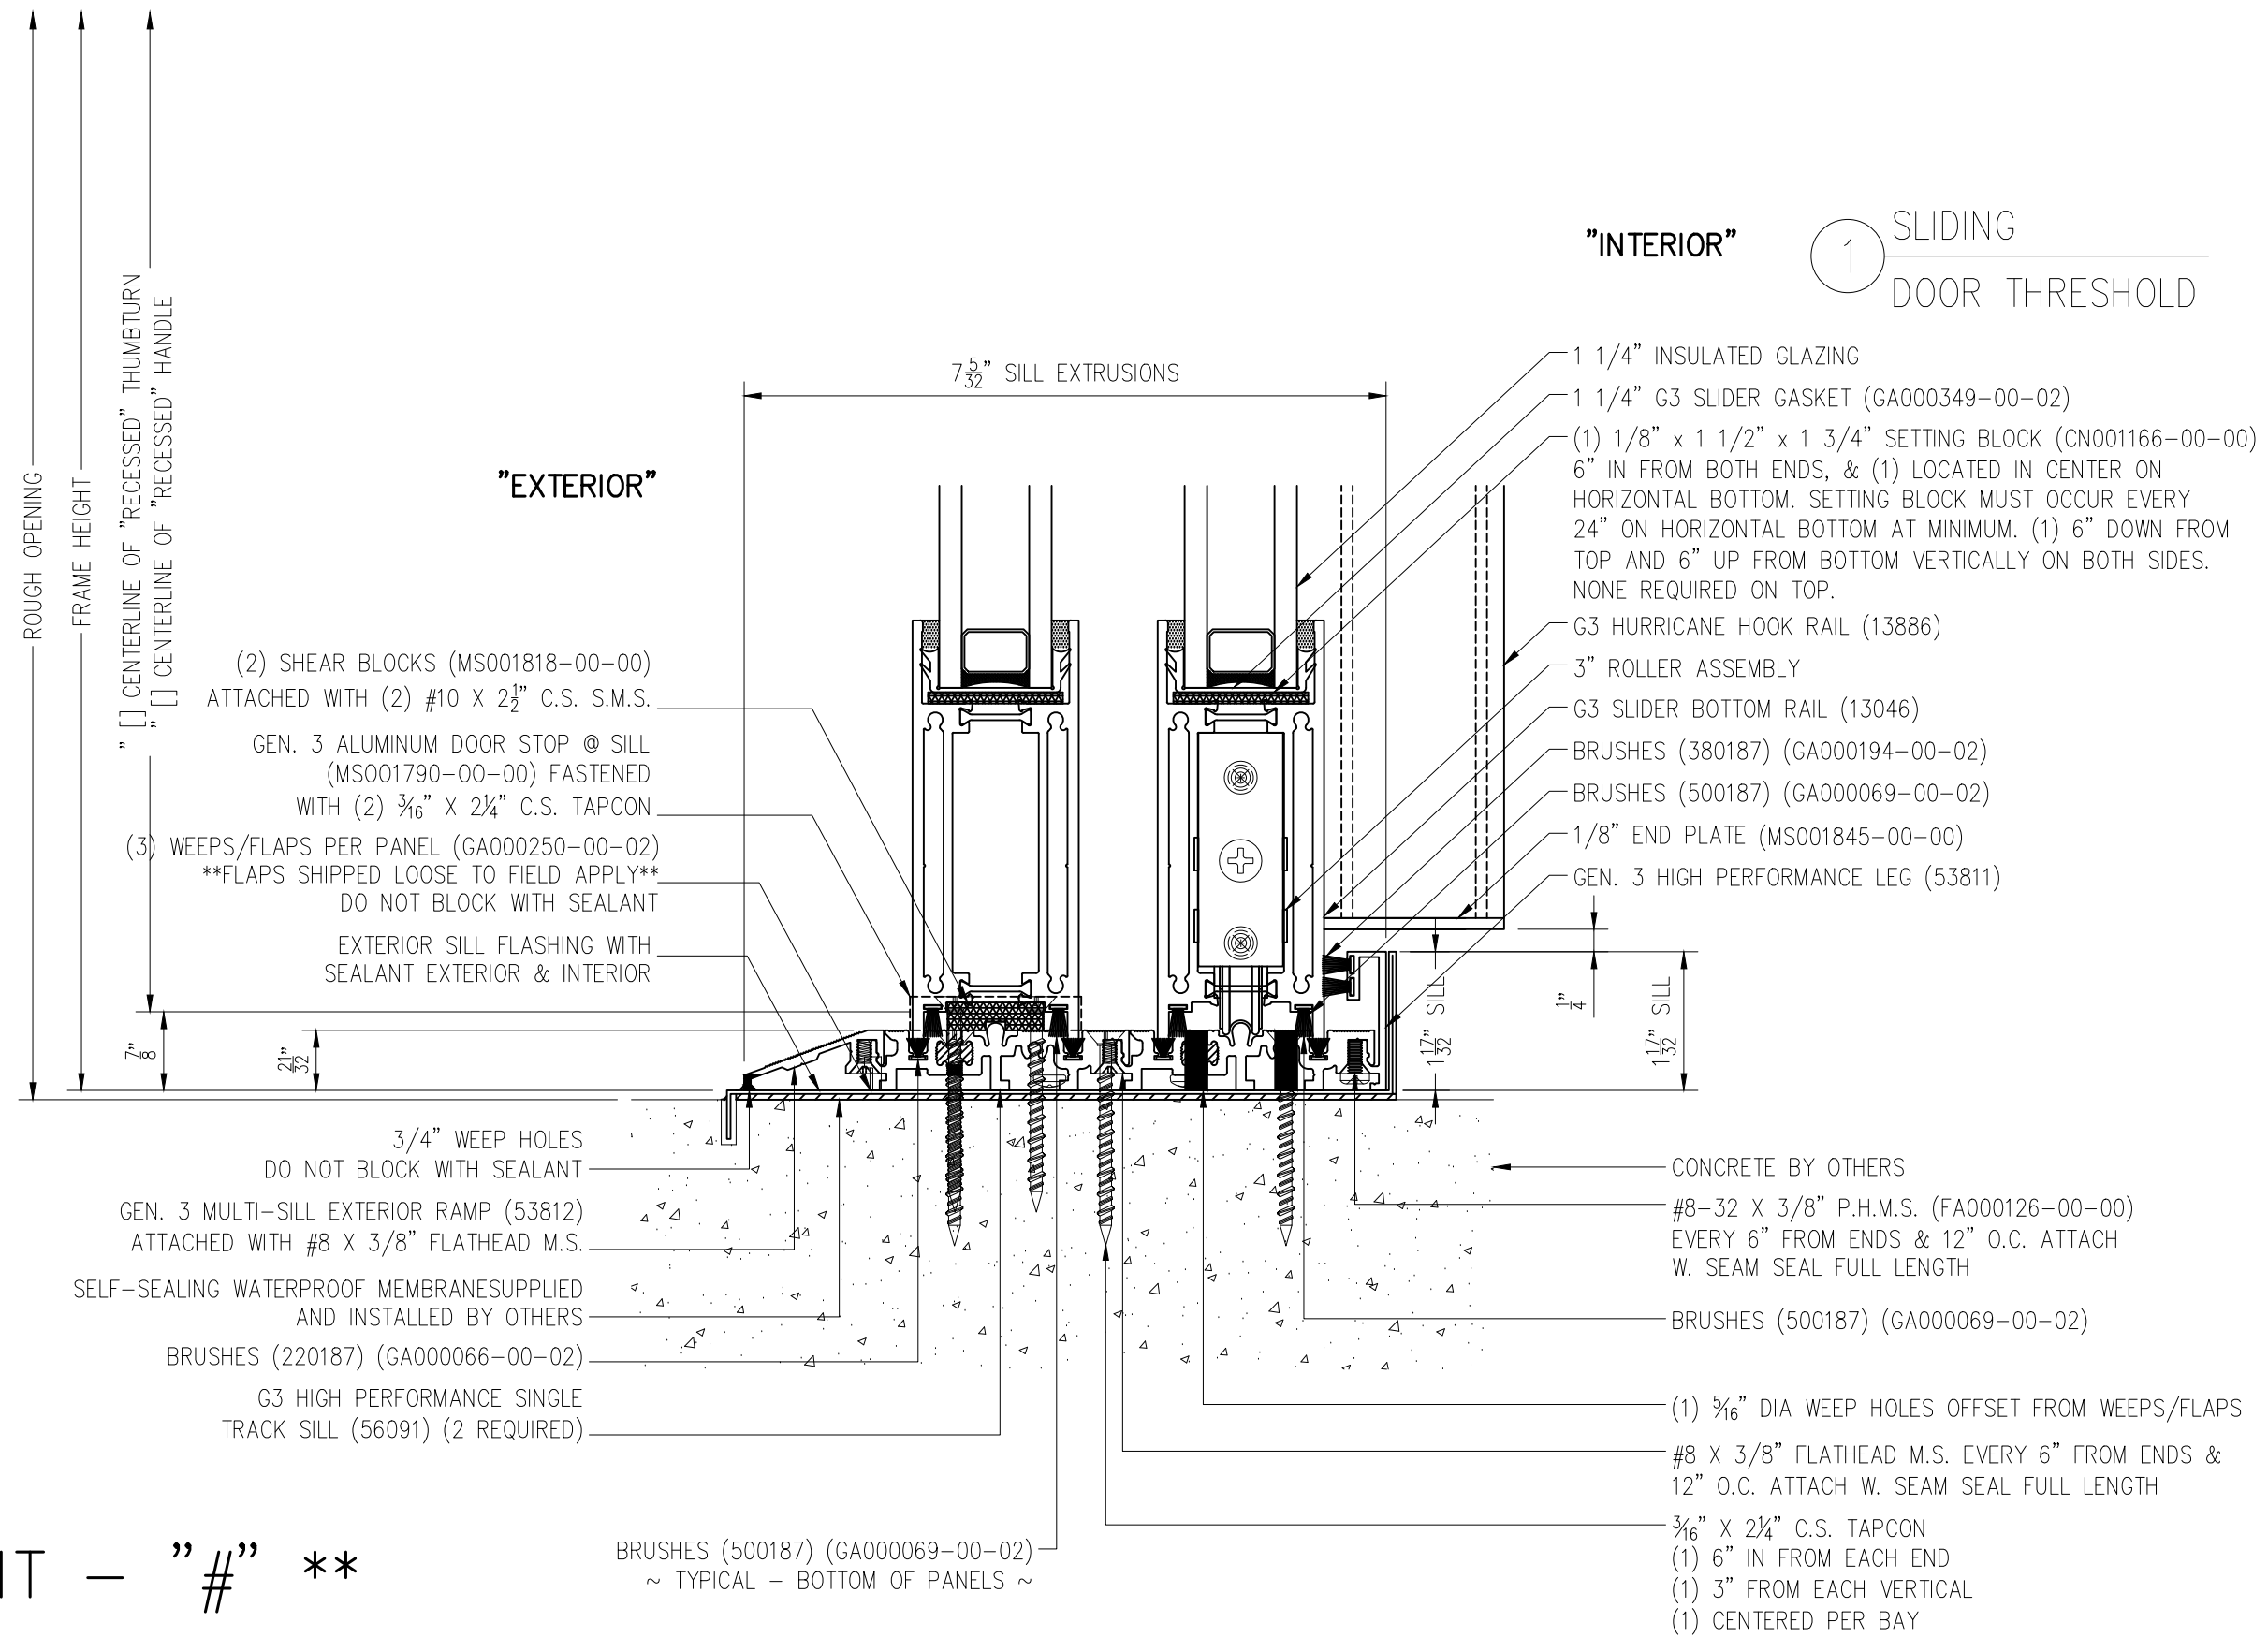 "INTERIOR"
1
SLIDING
DOOR THRESHOLD
7 5/32" SILL EXTRUSIONS
"EXTERIOR"
ROUGH OPENING
FRAME HEIGHT
" [] CENTERLINE OF "RECESSED" THUMBTURN
" [] CENTERLINE OF "RECESSED" HANDLE
1 1/4" INSULATED GLAZING
1 1/4" G3 SLIDER GASKET (GA000349-00-02)
(1) 1/8" x 1 1/2" x 1 3/4" SETTING BLOCK (CN001166-00-00)
6" IN FROM BOTH ENDS, & (1) LOCATED IN CENTER ON
HORIZONTAL BOTTOM. SETTING BLOCK MUST OCCUR EVERY
24" ON HORIZONTAL BOTTOM AT MINIMUM. (1) 6" DOWN FROM
TOP AND 6" UP FROM BOTTOM VERTICALLY ON BOTH SIDES.
NONE REQUIRED ON TOP.
G3 HURRICANE HOOK RAIL (13886)
3" ROLLER ASSEMBLY
G3 SLIDER BOTTOM RAIL (13046)
BRUSHES (380187) (GA000194-00-02)
BRUSHES (500187) (GA000069-00-02)
1/8" END PLATE (MS001845-00-00)
GEN. 3 HIGH PERFORMANCE LEG (53811)
(2) SHEAR BLOCKS (MS001818-00-00)
ATTACHED WITH (2) #10 X 2 1/2" C.S. S.M.S.
GEN. 3 ALUMINUM DOOR STOP @ SILL
(MS001790-00-00) FASTENED
WITH (2) 3/16" X 2 1/4" C.S. TAPCON
(3) WEEPS/FLAPS PER PANEL (GA000250-00-02)
**FLAPS SHIPPED LOOSE TO FIELD APPLY**
DO NOT BLOCK WITH SEALANT
EXTERIOR SILL FLASHING WITH
SEALANT EXTERIOR & INTERIOR
7/8"
21/32"
1 17/32" SILL
1/4"
1 17/32" SILL
3/4" WEEP HOLES
DO NOT BLOCK WITH SEALANT
GEN. 3 MULTI-SILL EXTERIOR RAMP (53812)
ATTACHED WITH #8 X 3/8" FLATHEAD M.S.
SELF-SEALING WATERPROOF MEMBRANESUPPLIED
AND INSTALLED BY OTHERS
BRUSHES (220187) (GA000066-00-02)
G3 HIGH PERFORMANCE SINGLE
TRACK SILL (56091) (2 REQUIRED)
BRUSHES (500187) (GA000069-00-02)
~ TYPICAL - BOTTOM OF PANELS ~
CONCRETE BY OTHERS
#8-32 X 3/8" P.H.M.S. (FA000126-00-00)
EVERY 6" FROM ENDS & 12" O.C. ATTACH
W. SEAM SEAL FULL LENGTH
BRUSHES (500187) (GA000069-00-02)
(1) 5/16" DIA WEEP HOLES OFFSET FROM WEEPS/FLAPS
#8 X 3/8" FLATHEAD M.S. EVERY 6" FROM ENDS &
12" O.C. ATTACH W. SEAM SEAL FULL LENGTH
3/16" X 2 1/4" C.S. TAPCON
(1) 6" IN FROM EACH END
(1) 3" FROM EACH VERTICAL
(1) CENTERED PER BAY
- "#" **